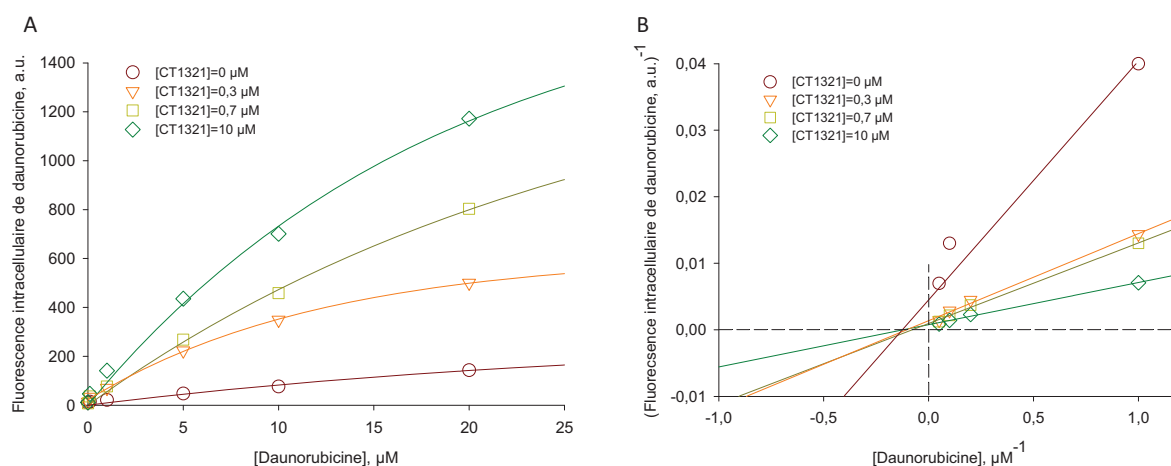 A
Fluorescence intracellulaire de daunorubicine, a.u.
1400
1200
1000
800
600
400
200
0
[CT1321]=0 µM
[CT1321]=0,3 µM
[CT1321]=0,7 µM
[CT1321]=10 µM
0 5 10 15 20 25
[Daunorubicine], µM
B
(Fluorecsence intracellulaire de daunorubicine, a.u.)-1
0,04
0,03
0,02
0,01
0,00
-0,01
[CT1321]=0 µM
[CT1321]=0,3 µM
[CT1321]=0,7 µM
[CT1321]=10 µM
-1,0 -0,5 0,0 0,5 1,0
[Daunorubicine], µM-1